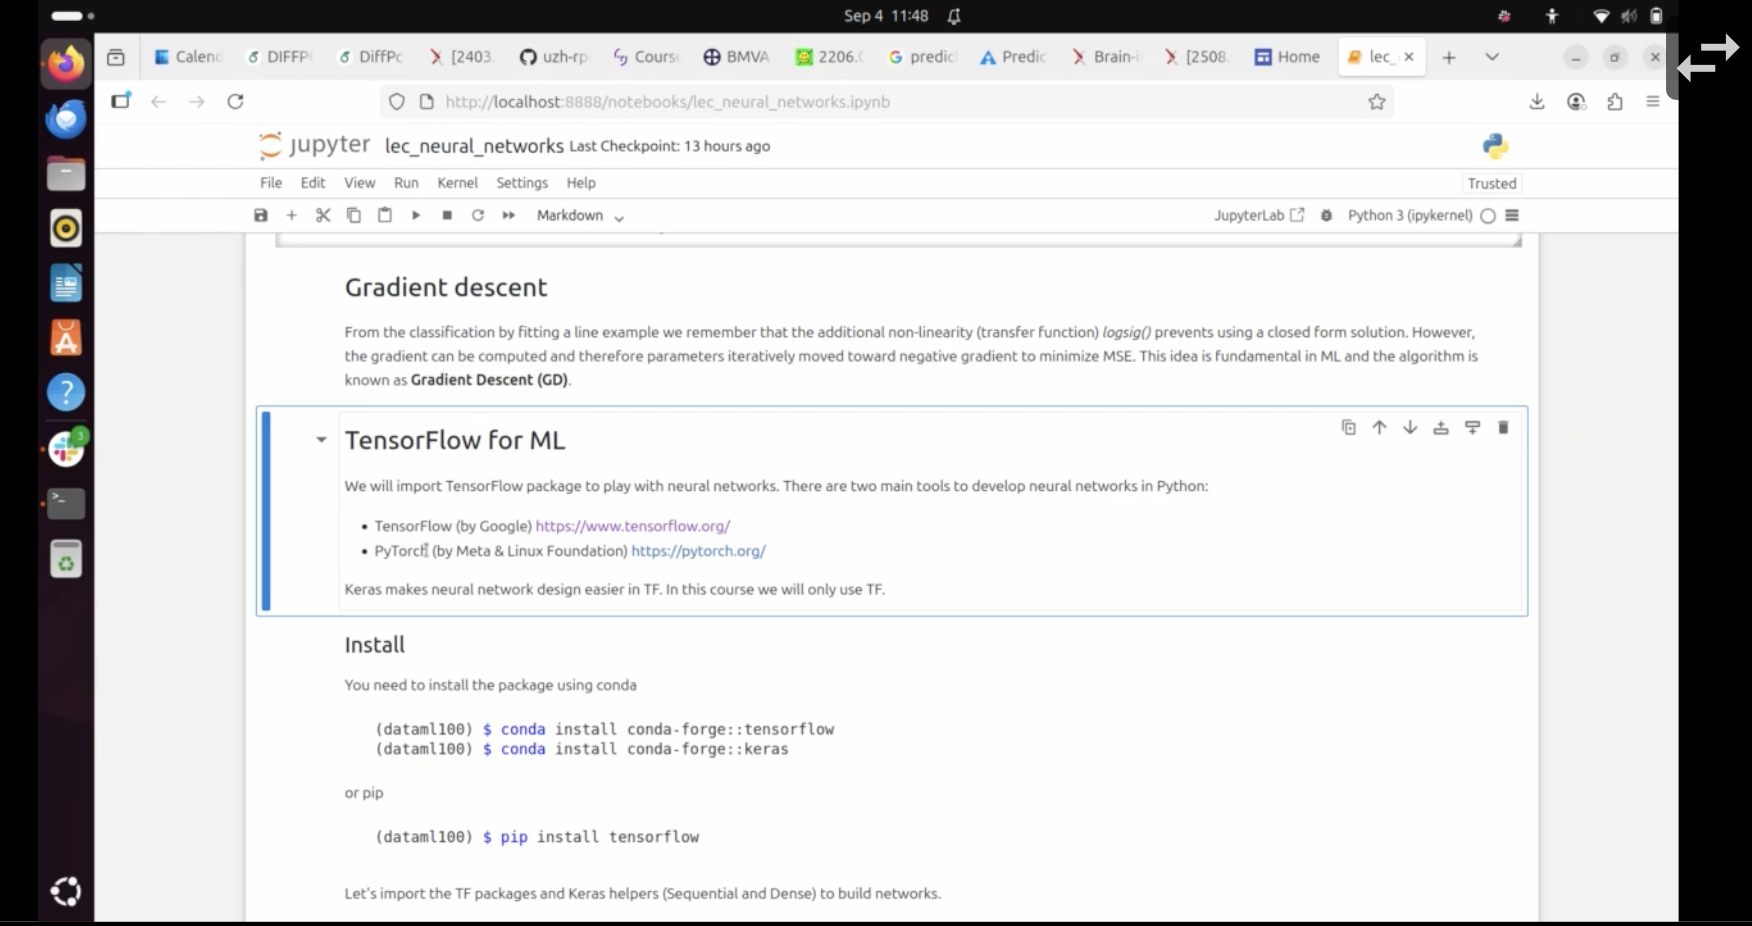 Sep 4 11:48
Calend
DIFFP
DiffPc
[2403.
uzh-rp
Cours
BMVA
2206.
predic
Predic
Brain-i
[2508.
Home
lec_
http://localhost:8888/notebooks/lec_neural_networks.ipynb
jupyter lec_neural_networks Last Checkpoint: 13 hours ago
File Edit View Run Kernel Settings Help
Trusted
Markdown
JupyterLab
Python 3 (ipykernel)
Gradient descent
From the classification by fitting a line example we remember that the additional non-linearity (transfer function) logsig() prevents using a closed form solution. However,
the gradient can be computed and therefore parameters iteratively moved toward negative gradient to minimize MSE. This idea is fundamental in ML and the algorithm is
known as Gradient Descent (GD).
TensorFlow for ML
We will import TensorFlow package to play with neural networks. There are two main tools to develop neural networks in Python:
• TensorFlow (by Google) https://www.tensorflow.org/
• PyTorch (by Meta & Linux Foundation) https://pytorch.org/
Keras makes neural network design easier in TF. In this course we will only use TF.
3
Install
You need to install the package using conda
(dataml100) $ conda install conda-forge::tensorflow
(dataml100) $ conda install conda-forge::keras
or pip
(dataml100) $ pip install tensorflow
Let's import the TF packages and Keras helpers (Sequential and Dense) to build networks.